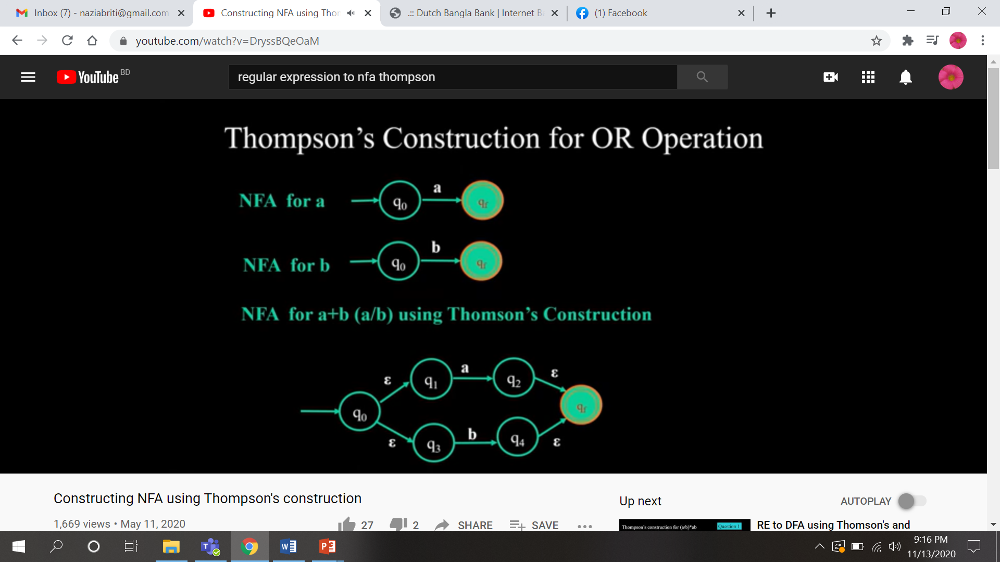 Inbox (7) - naziabriti@gmail.com
Constructing NFA using Thor
.:: Dutch Bangla Bank | Internet B
(1) Facebook
youtube.com/watch?v=DryssBQeOaM
YouTube BD
regular expression to nfa thompson
Thompson's Construction for OR Operation
NFA for a
q0
a
qf
NFA for b
q0
b
qf
NFA for a+b (a/b) using Thomson's Construction
q0
ε
q1
a
q2
ε
qf
ε
q3
b
q4
ε
Constructing NFA using Thompson's construction
1,669 views • May 11, 2020
27
2
SHARE
SAVE
Up next
AUTOPLAY
Thompson's construction for (a/b)*ab
Question 1
RE to DFA using Thomson's and
9:16 PM
11/13/2020